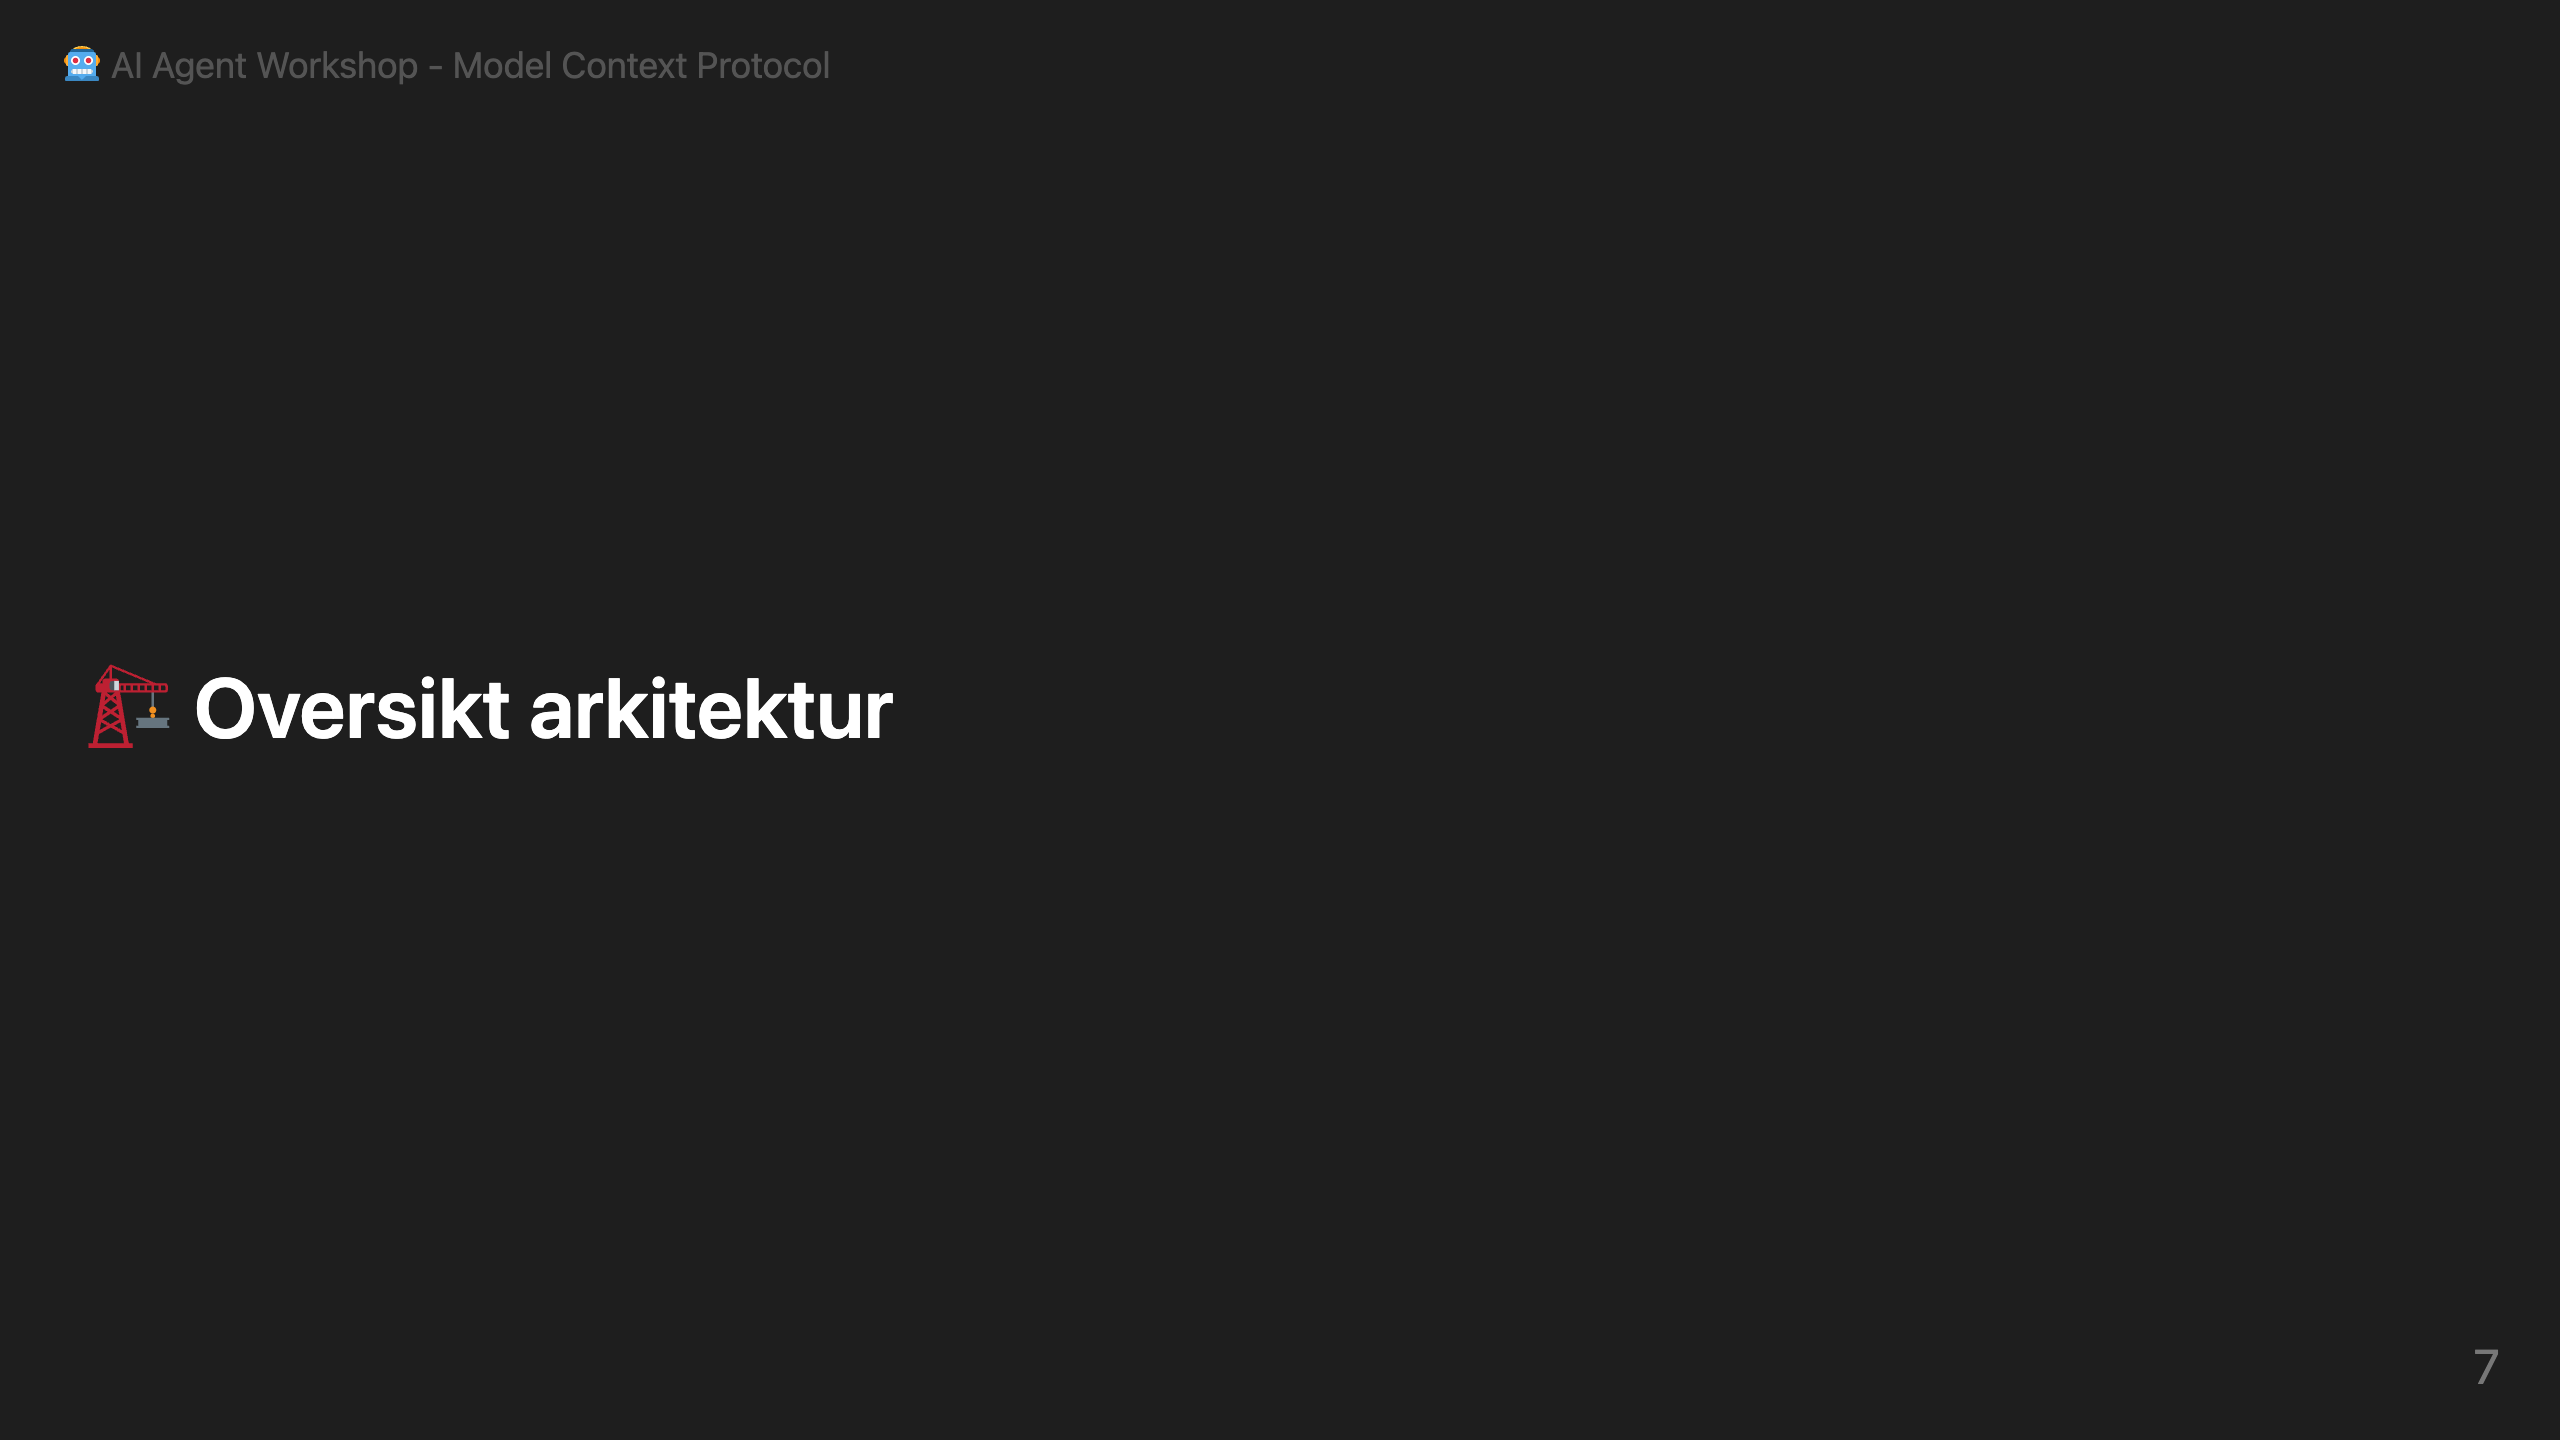 🤖 AI Agent Workshop - Model Context Protocol
🏗️ Oversikt arkitektur
7